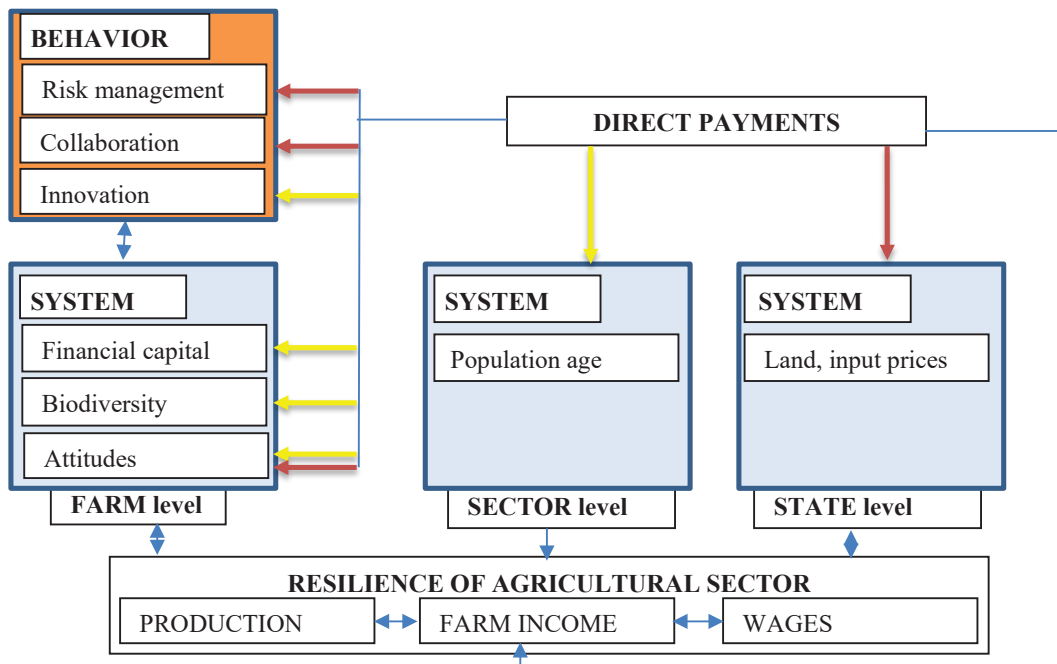 BEHAVIOR
Risk management
Collaboration
Innovation
DIRECT PAYMENTS
SYSTEM
Financial capital
Biodiversity
Attitudes
FARM level
SYSTEM
Population age
SECTOR level
SYSTEM
Land, input prices
STATE level
RESILIENCE OF AGRICULTURAL SECTOR
PRODUCTION
FARM INCOME
WAGES